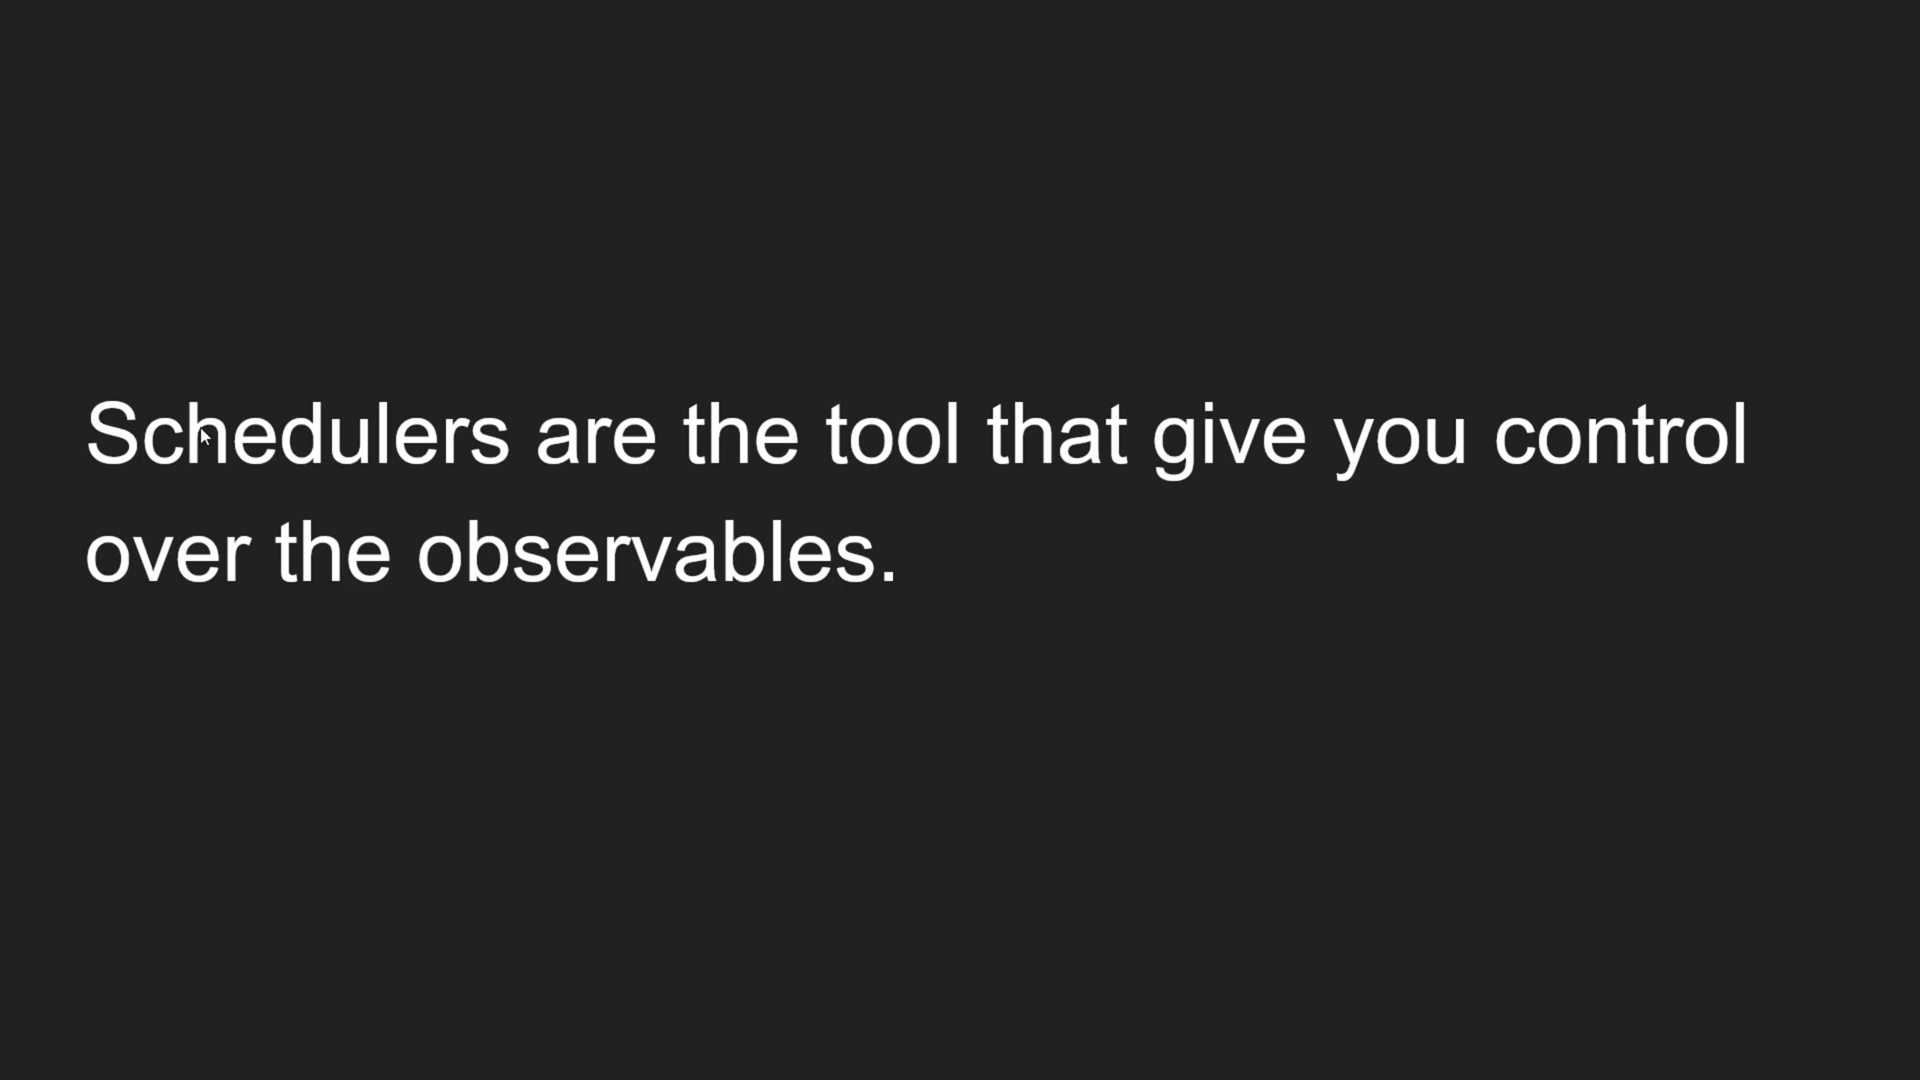 Schedulers are the tool that give you control
over the observables.